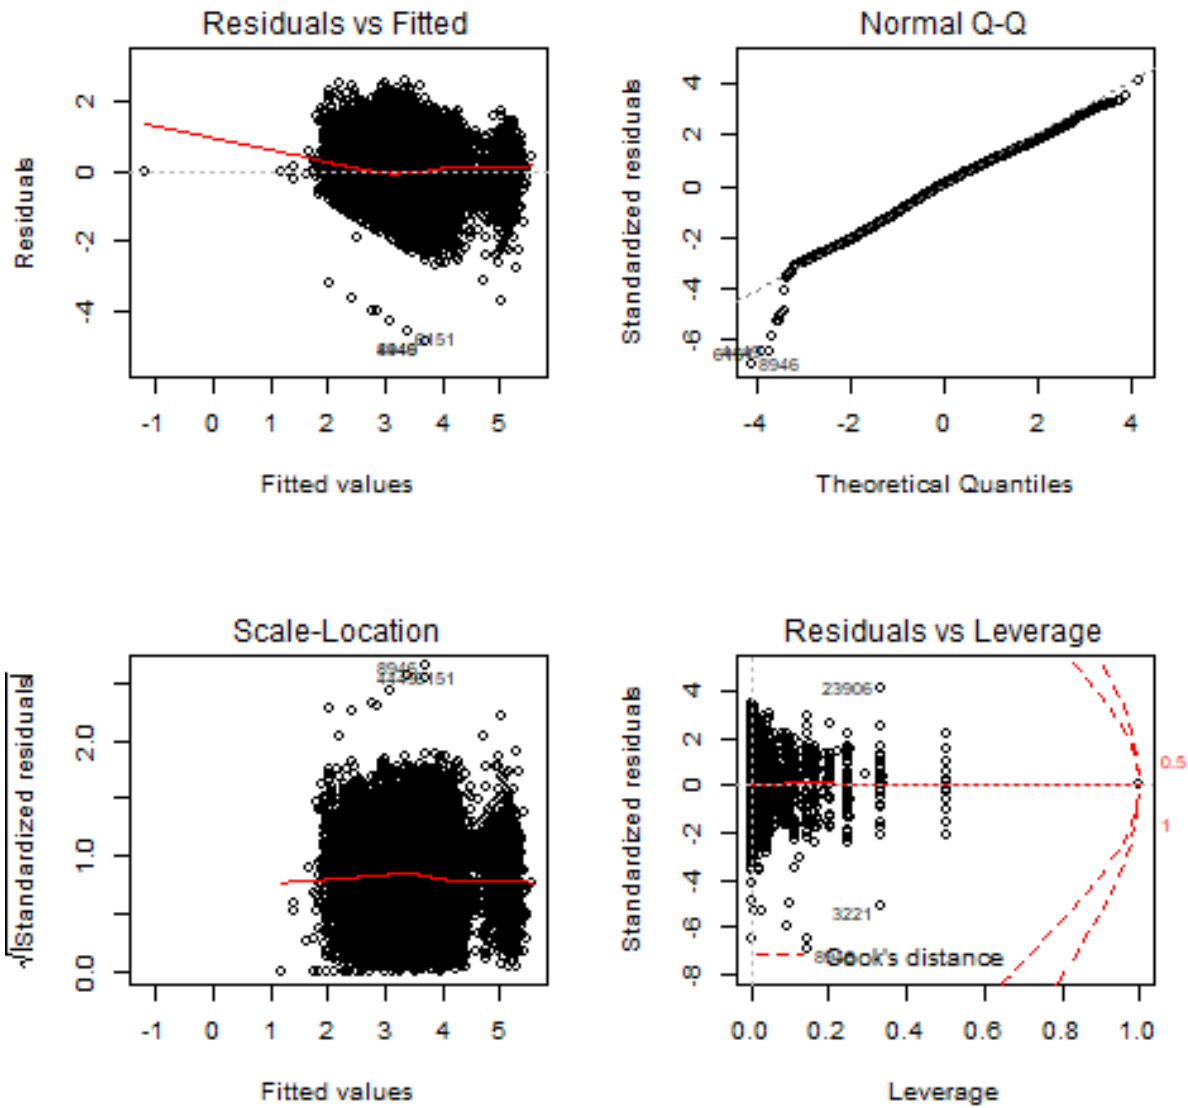 Residuals vs Fitted
Residuals
2
0
-2
-4
6151
8946
-1 0 1 2 3 4 5
Fitted values
Normal Q-Q
Standardized residuals
4
2
0
-2
-4
-6
8946
-4 -2 0 2 4
Theoretical Quantiles
Scale-Location
√|Standardized residuals|
2.0
1.0
0.0
8946
6151
-1 0 1 2 3 4 5
Fitted values
Residuals vs Leverage
Standardized residuals
4
2
0
-2
-4
-6
-8
23906
3221
Cook's distance
0.5
1
0.0 0.2 0.4 0.6 0.8 1.0
Leverage